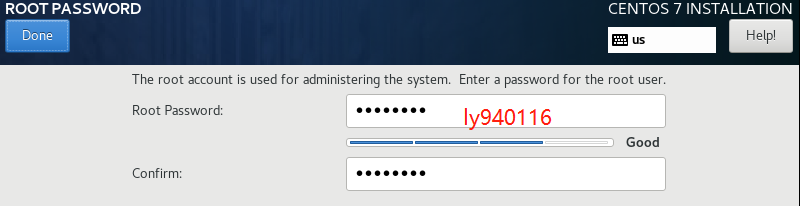 ROOT PASSWORD
CENTOS 7 INSTALLATION
Done
us
Help!
The root account is used for administering the system. Enter a password for the root user.
Root Password: ●●●●●●●● ly940116
Good
Confirm: ●●●●●●●●